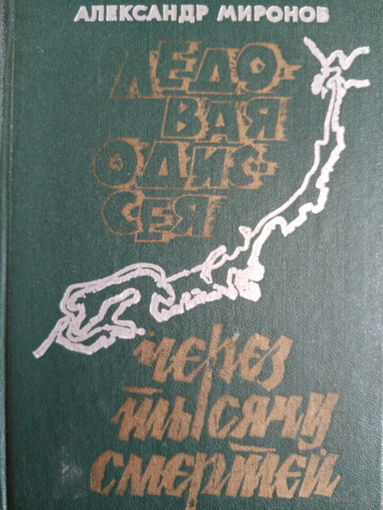 АЛЕКСАНДР МИРОНОВ
ЛЕДО-
ВАЯ
ОДИС-
СЕЯ
через
тысячу
смертей